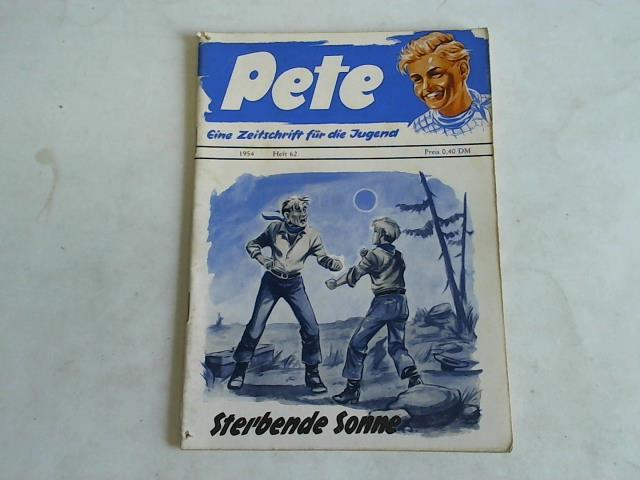 Pete
Eine Zeitschrift für die Jugend
1954 Heft 62 Preis 0,40 DM
Sterbende Sonne